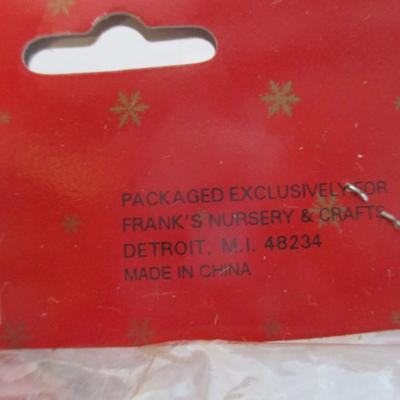 PACKAGED EXCLUSIVELY FOR
FRANK'S NURSERY & CRAFTS
DETROIT, M.I. 48234
MADE IN CHINA